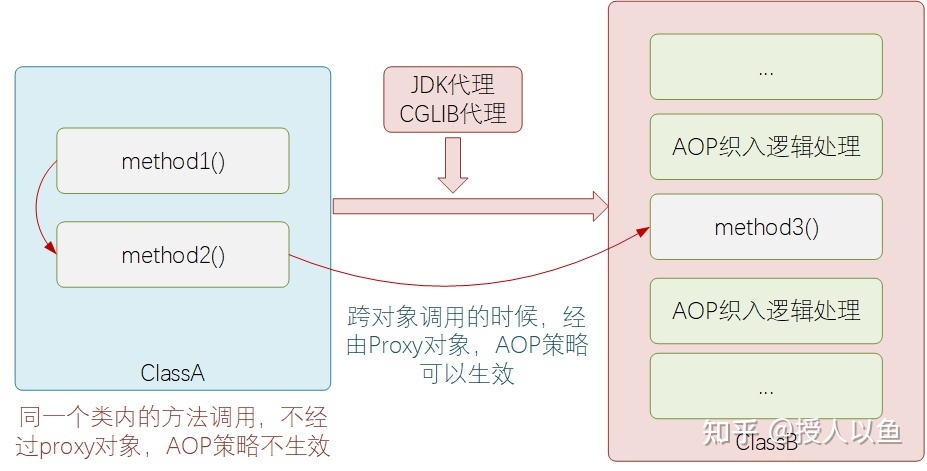 method1()
method2()
ClassA
同一个类内的方法调用，不经
过proxy对象，AOP策略不生效
JDK代理
CGLIB代理
跨对象调用的时候，经
由Proxy对象，AOP策略
可以生效
...
AOP织入逻辑处理
method3()
AOP织入逻辑处理
...
ClassB
知乎 @授人以鱼